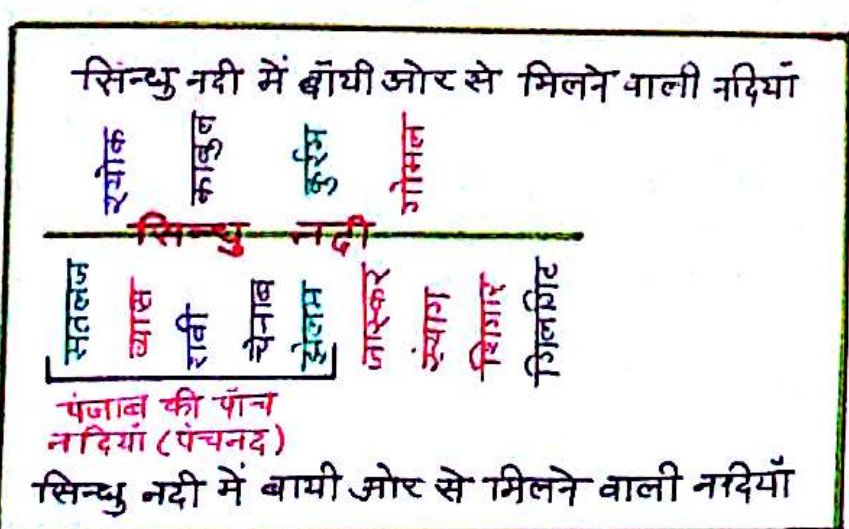 सिंन्धु नदी में बाँयी ओर से मिलने वाली नदियाँ
श्योक काबुल कुर्रम गोमल
सिन्धु नदी
सतलज व्यास रावी चेनाब झेलम जास्कर स्यांग शिगार गिलगिट
पंजाब की पाँच
नदियां (पंचनद)
सिन्धु नदी में बायी ओर से मिलने वाली नदियाँ